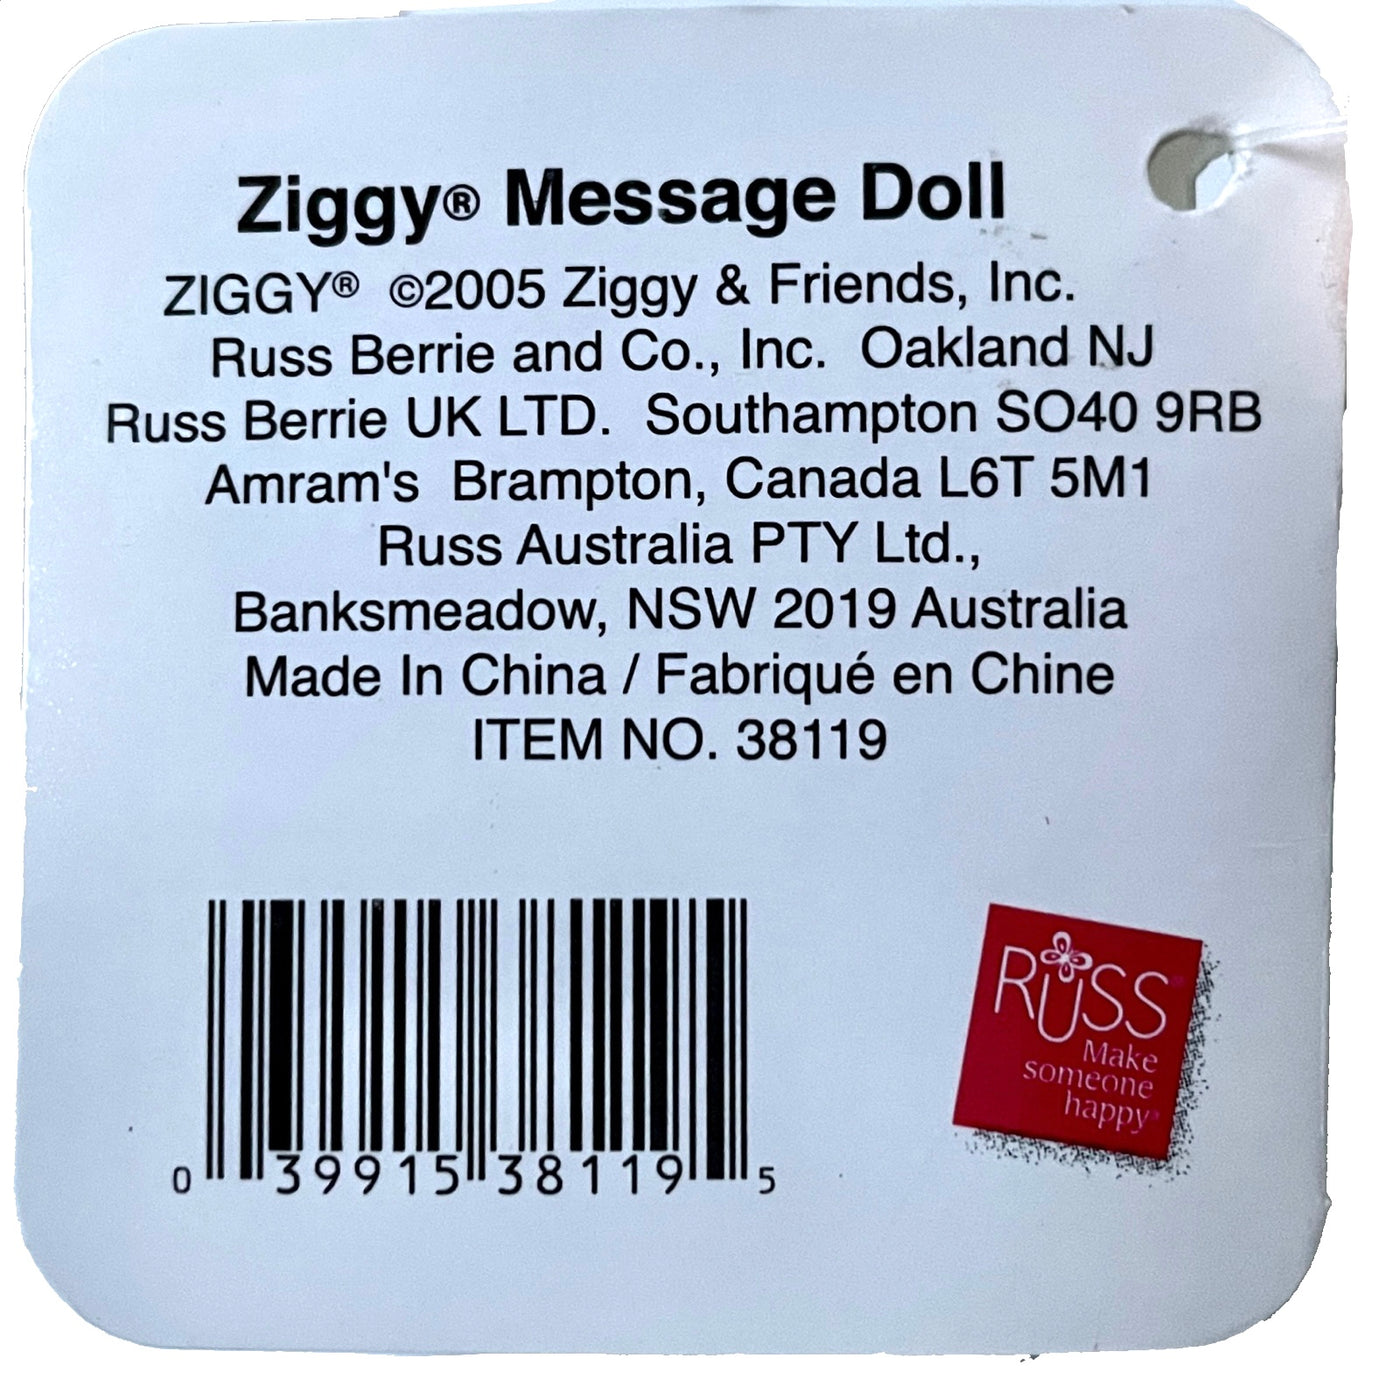 Ziggy® Message Doll
ZIGGY® ©2005 Ziggy & Friends, Inc.
Russ Berrie and Co., Inc. Oakland NJ
Russ Berrie UK LTD. Southampton SO40 9RB
Amram's Brampton, Canada L6T 5M1
Russ Australia PTY Ltd.,
Banksmeadow, NSW 2019 Australia
Made In China / Fabriqué en Chine
ITEM NO. 38119
RUSS®
Make
someone
happy®
0 39915 38119 5